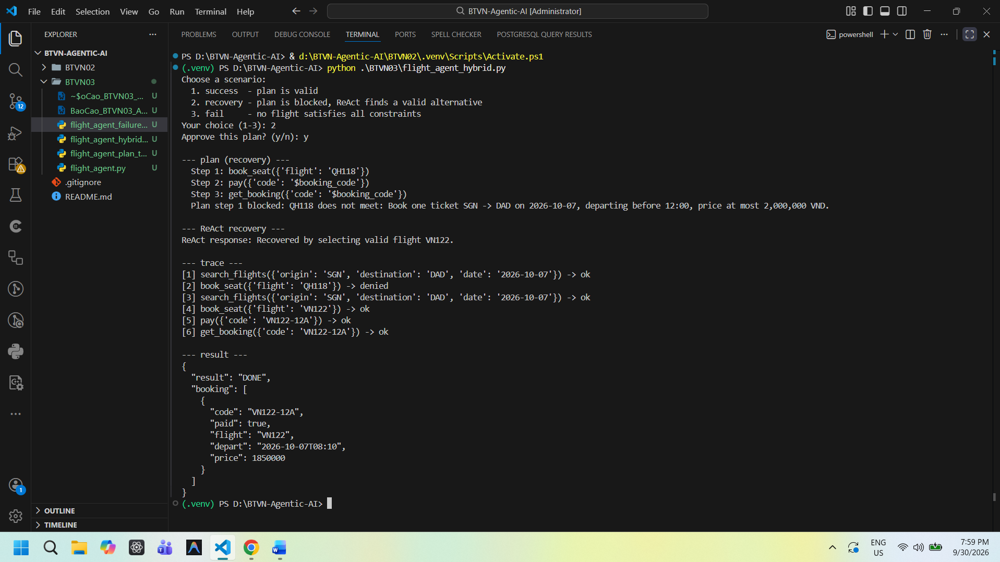 File Edit Selection View Go Run Terminal Help
BTVN-Agentic-AI [Administrator]
EXPLORER
PROBLEMS OUTPUT DEBUG CONSOLE TERMINAL PORTS SPELL CHECKER POSTGRESQL QUERY RESULTS
powershell
BTVN-AGENTIC-AI
BTVN02
BTVN03
~$oCao_BTVN03_... U
BaoCao_BTVN03_A... U
flight_agent_failure... U
flight_agent_hybrid... U
flight_agent_plan_t... U
flight_agent.py U
.gitignore
README.md
12
1
OUTLINE
TIMELINE
PS D:\BTVN-Agentic-AI> & d:\BTVN-Agentic-AI\BTVN02\.venv\Scripts\Activate.ps1
(.venv) PS D:\BTVN-Agentic-AI> python .\BTVN03\flight_agent_hybrid.py
Choose a scenario:
1. success - plan is valid
2. recovery - plan is blocked, ReAct finds a valid alternative
3. fail - no flight satisfies all constraints
Your choice (1-3): 2
Approve this plan? (y/n): y
--- plan (recovery) ---
Step 1: book_seat({'flight': 'QH118'})
Step 2: pay({'code': '$booking_code'})
Step 3: get_booking({'code': '$booking_code'})
Plan step 1 blocked: QH118 does not meet: Book one ticket SGN -> DAD on 2026-10-07, departing before 12:00, price at most 2,000,000 VND.
--- ReAct recovery ---
ReAct response: Recovered by selecting valid flight VN122.
--- trace ---
[1] search_flights({'origin': 'SGN', 'destination': 'DAD', 'date': '2026-10-07'}) -> ok
[2] book_seat({'flight': 'QH118'}) -> denied
[3] search_flights({'origin': 'SGN', 'destination': 'DAD', 'date': '2026-10-07'}) -> ok
[4] book_seat({'flight': 'VN122'}) -> ok
[5] pay({'code': 'VN122-12A'}) -> ok
[6] get_booking({'code': 'VN122-12A'}) -> ok
--- result ---
{
"result": "DONE",
"booking": [
{
"code": "VN122-12A",
"paid": true,
"flight": "VN122",
"depart": "2026-10-07T08:10",
"price": 1850000
}
]
}
(.venv) PS D:\BTVN-Agentic-AI>
ENG
US
7:59 PM
9/30/2026